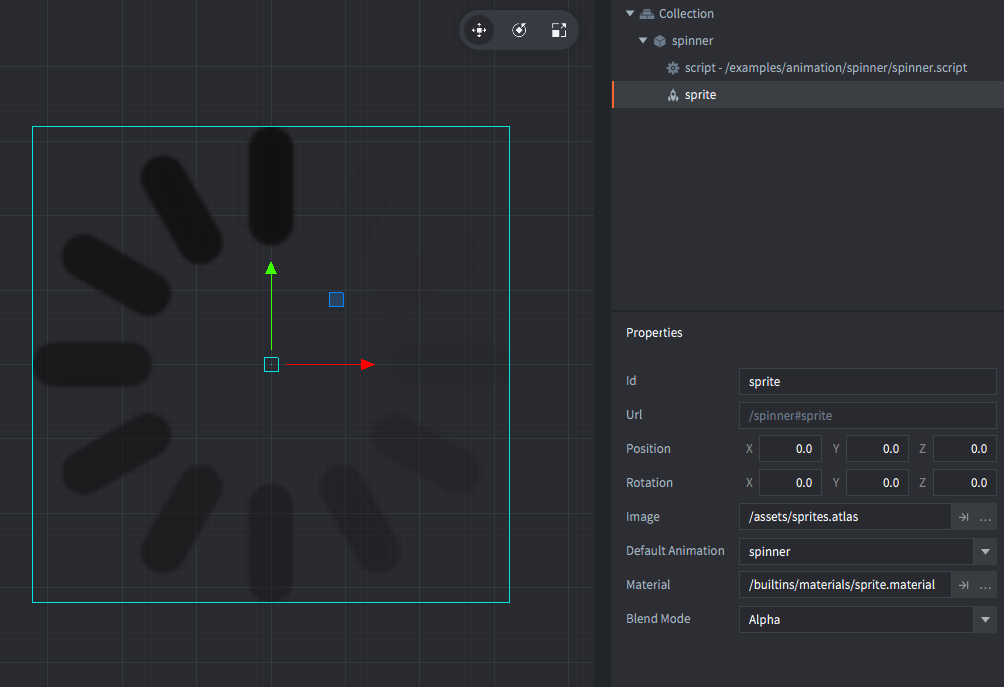 Collection
spinner
script - /examples/animation/spinner/spinner.script
sprite
Properties
Id sprite
Url /spinner#sprite
Position X 0.0 Y 0.0 Z 0.0
Rotation X 0.0 Y 0.0 Z 0.0
Image /assets/sprites.atlas ...
Default Animation spinner
Material /builtins/materials/sprite.material ...
Blend Mode Alpha